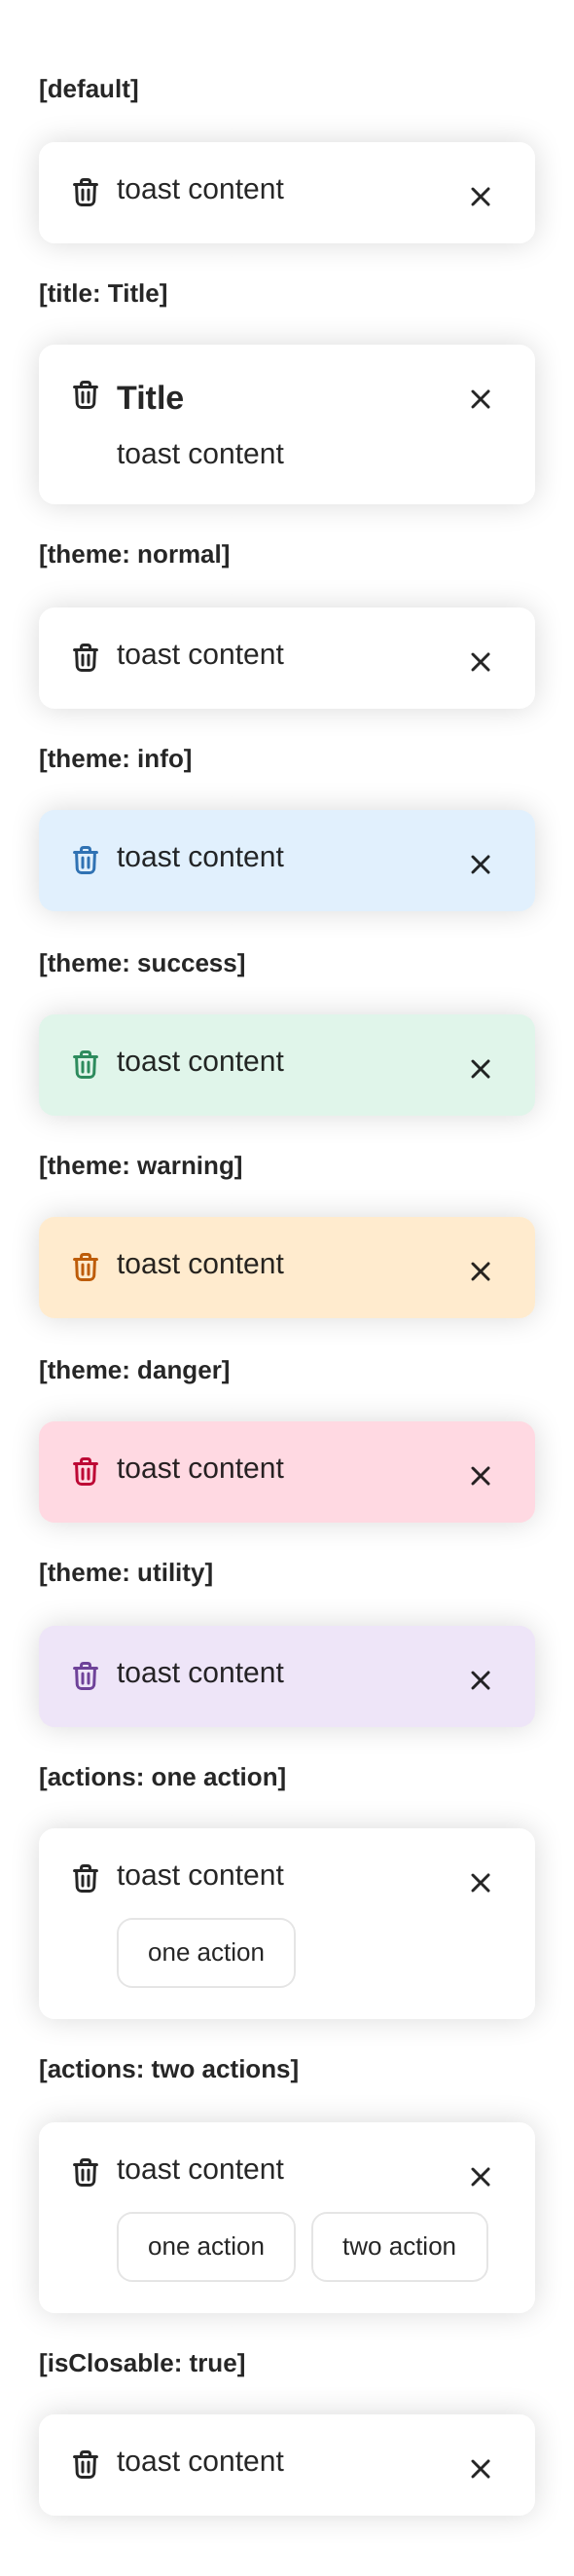 [default]
toast content
[title: Title]
Title
toast content
[theme: normal]
toast content
[theme: info]
toast content
[theme: success]
toast content
[theme: warning]
toast content
[theme: danger]
toast content
[theme: utility]
toast content
[actions: one action]
toast content
one action
[actions: two actions]
toast content
one action two action
[isClosable: true]
toast content